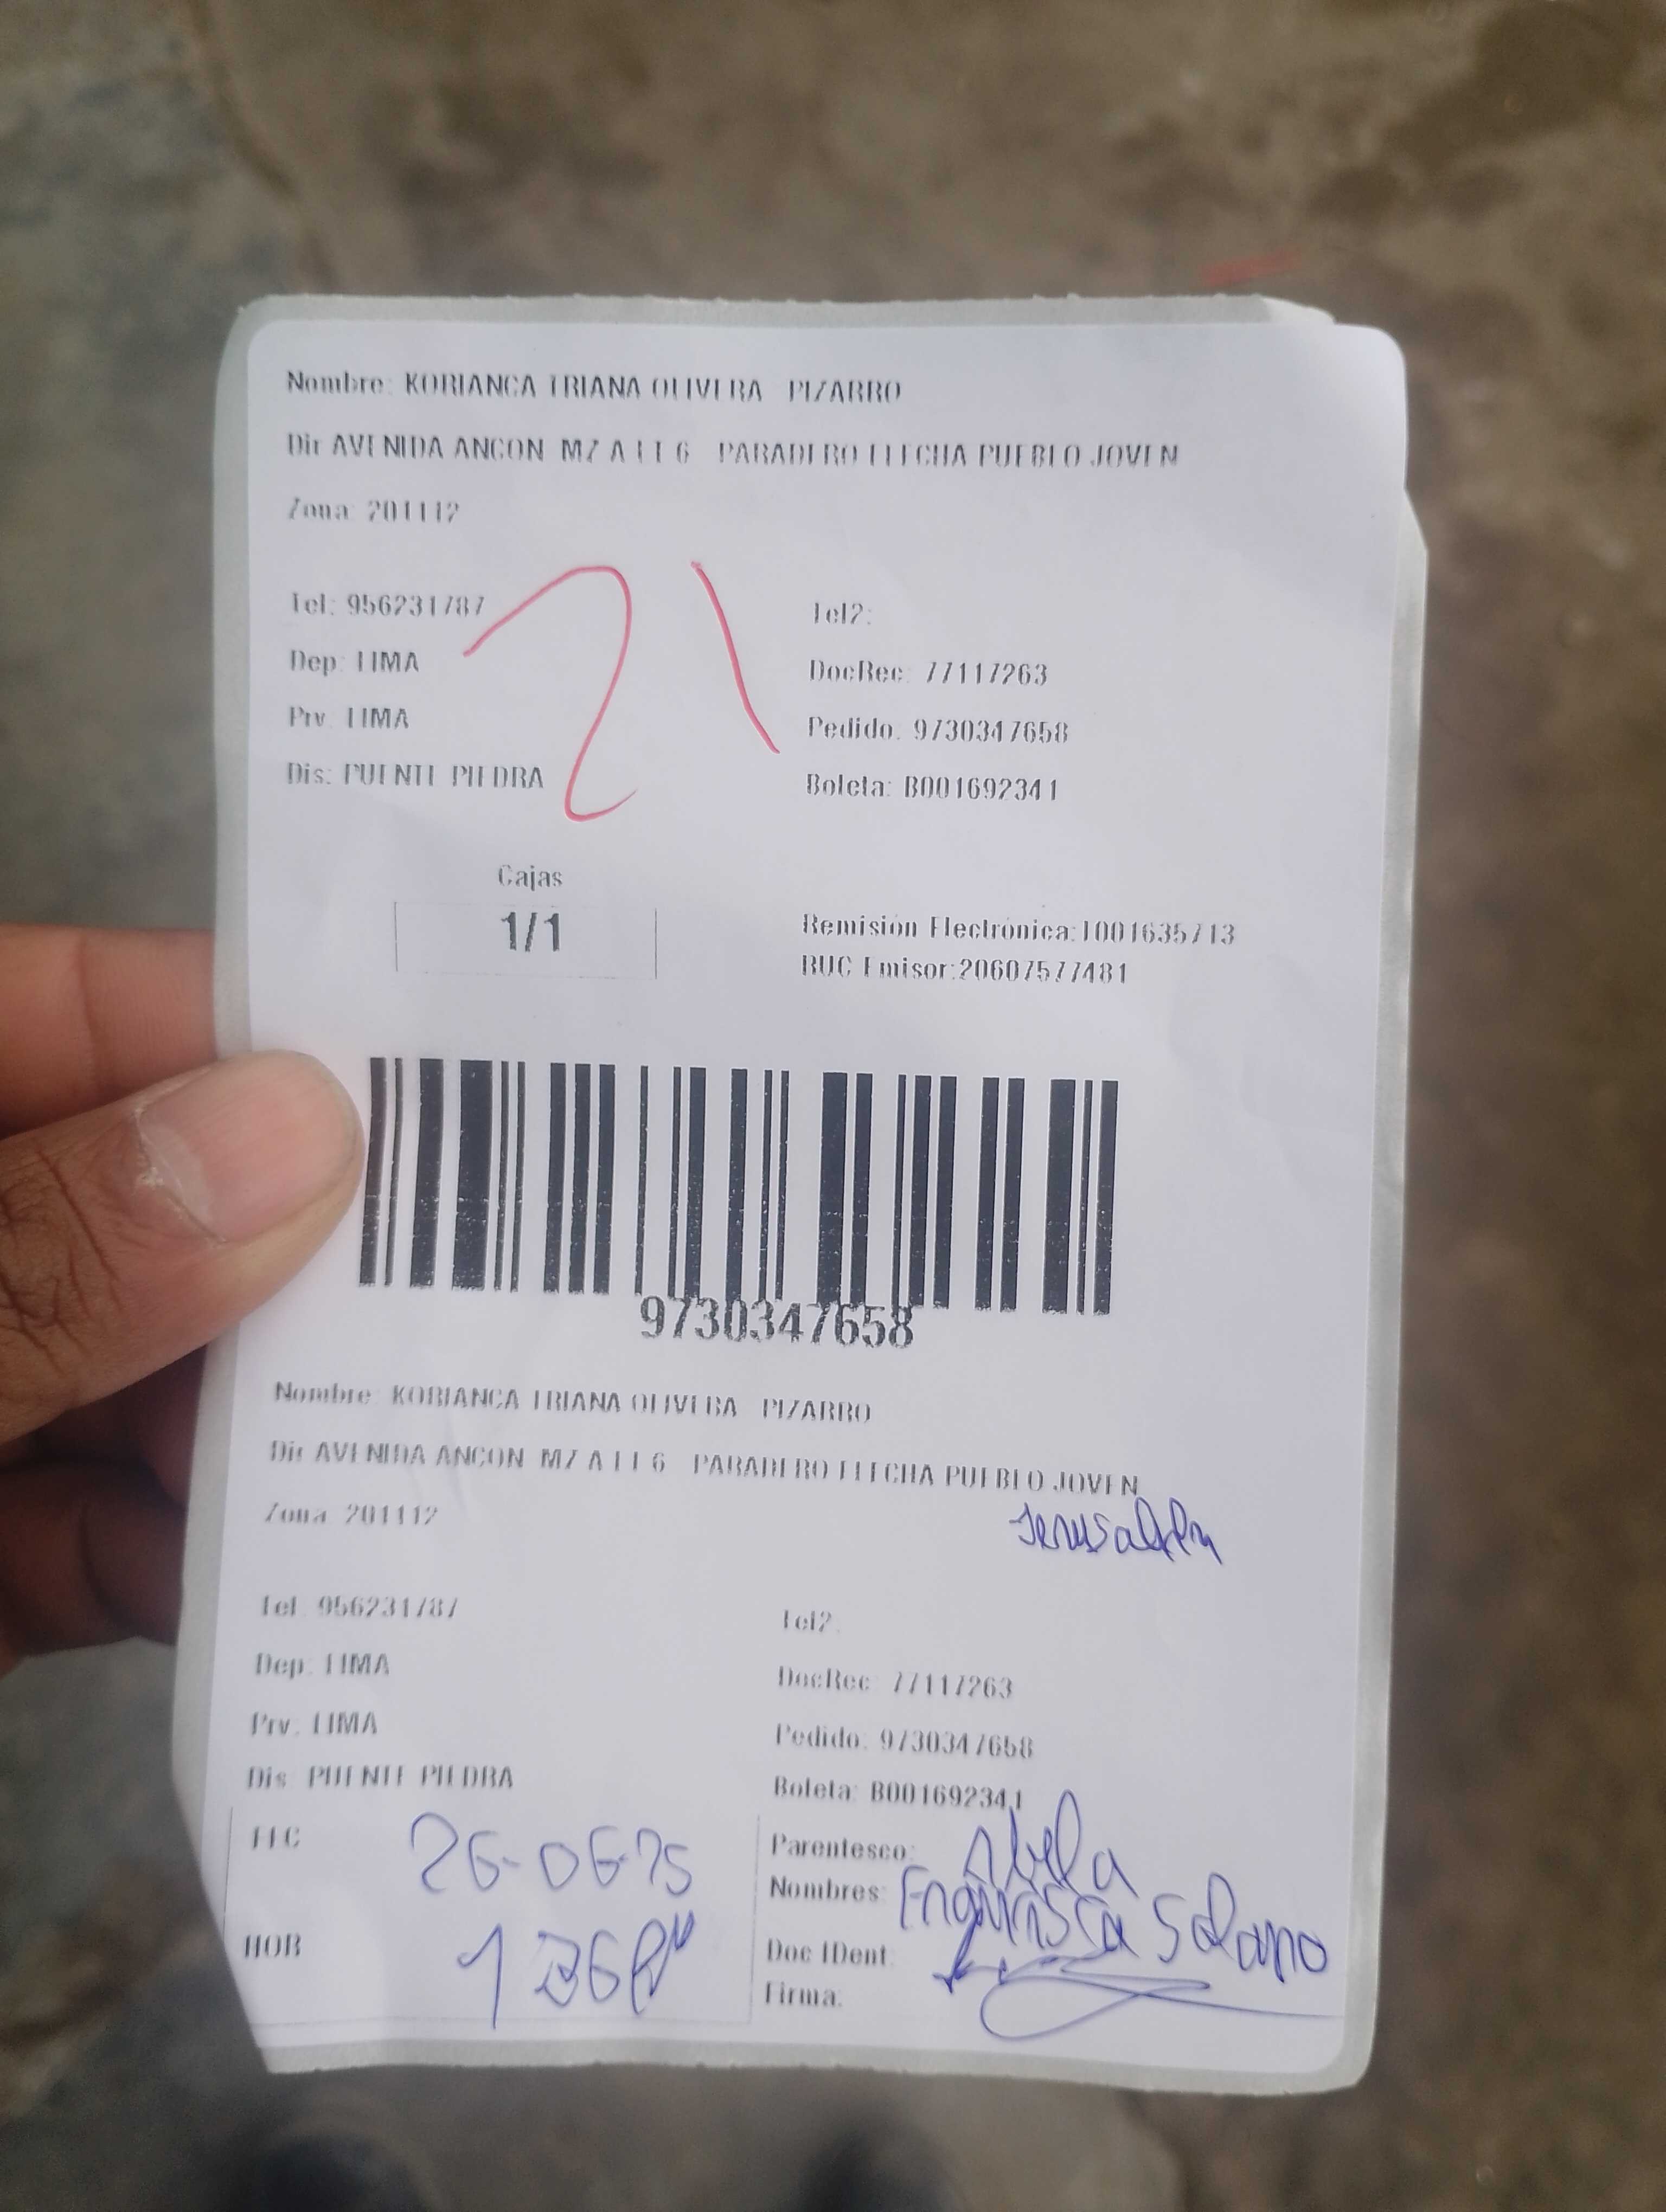 Nombre: KORIANCA TRIANA OLIVERA PIZARRO
Dir AVENIDA ANCON MZ A LT 6 PARADERO FLECHA PUEBLO JOVEN
Zona: 201112
21
Tel: 956231787 Tel2:
Dep: LIMA DocRec: 77117263
Prv: LIMA Pedido: 9730347658
Dis: PUENTE PIEDRA Boleta: B001692341
Cajas
1/1
Remisión Electrónica:T001635713
RUC Emisor:20607577481
9730347658
Nombre: KORIANCA TRIANA OLIVERA PIZARRO
Dir AVENIDA ANCON MZ A LT 6 PARADERO FLECHA PUEBLO JOVEN
Jerusalem
Zona: 201112
Tel: 956231787 Tel2:
Dep: LIMA DocRec: 77117263
Prv: LIMA Pedido: 9730347658
Dis: PUENTE PIEDRA Boleta: B001692341
FEC 26-06-25 Parentesco:
Nombres: Solano
HOR Doc IDent:
Firma: